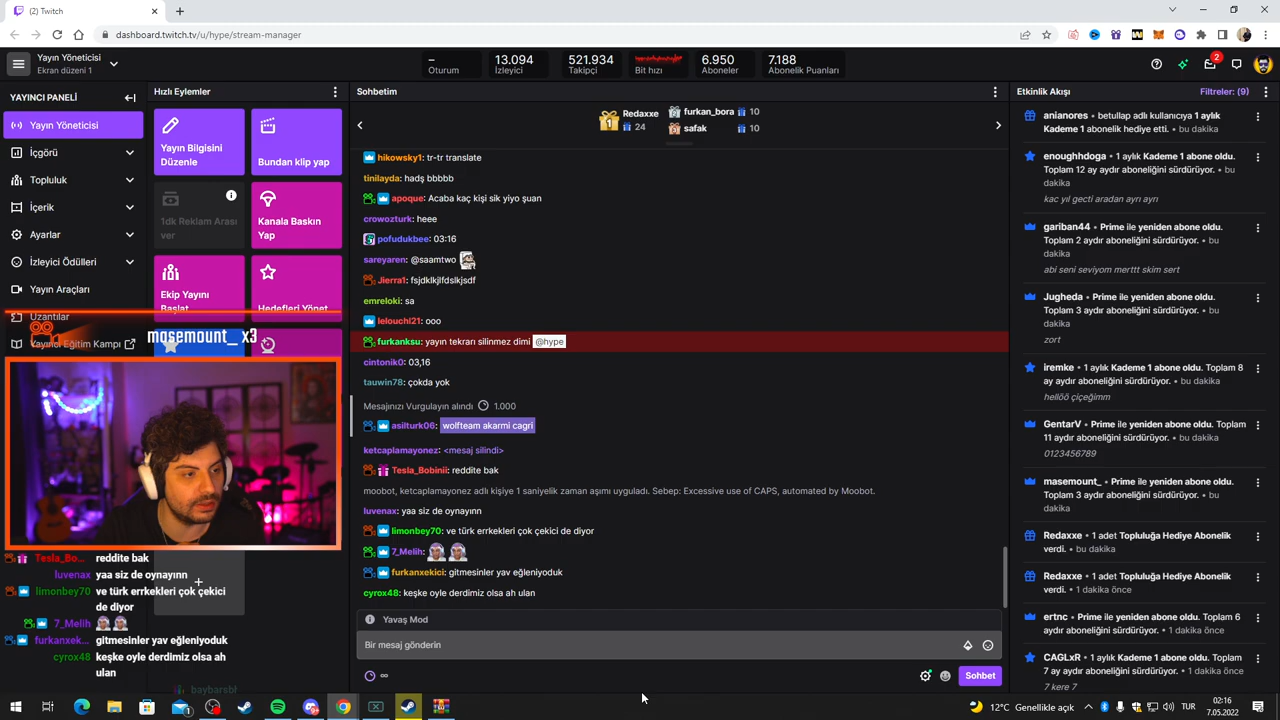 (2) Twitch
dashboard.twitch.tv/u/hype/stream-manager
Yayın Yöneticisi
Ekran düzeni 1
–
Oturum
13.094
İzleyici
521.934
Takipçi
Bit hızı
6.950
Aboneler
7.188
Abonelik Puanları
2
YAYINCI PANELİ
Yayın Yöneticisi
İçgörü
Topluluk
İçerik
Ayarlar
İzleyici Ödülleri
Yayın Araçları
Uzantılar
Yayıncı Eğitim Kampı
Hızlı Eylemler
Yayın Bilgisini
Düzenle
Bundan klip yap
1dk Reklam Arası
ver
Kanala Baskın
Yap
Ekip Yayını
Başlat
Hedefleri Yönet
masemount_ x3
Tesla_Bo... reddite bak
luvenax yaa siz de oynayınn
limonbey70 ve türk errkekleri çok çekici
de diyor
7_Melih
furkanxek... gitmesinler yav eğleniyoduk
cyrox48 keşke oyle derdimiz olsa ah
ulan
baybarsbf
Sohbetim
1
Redaxxe
24
furkan_bora 10
safak 10
hikowsky1: tr-tr translate
tinilayda: hadş bbbbb
apoque: Acaba kaç kişi sik yiyo şuan
crowozturk: heee
pofudukbee: 03:16
sareyaren: @saamtwo
Jierra1: fsjdklkjlfdslkjsdf
emreloki: sa
lelouchl21: ooo
furkanksu: yayın tekrarı silinmez dimi @hype
cintonik0: 03,16
tauwin78: çokda yok
Mesajınızı Vurgulayın alındı 1.000
asilturk06: wolfteam akarmi cagri
ketcaplamayonez: <mesaj silindi>
Tesla_Bobinii: reddite bak
moobot, ketcaplamayonez adlı kişiye 1 saniyelik zaman aşımı uyguladı. Sebep: Excessive use of CAPS, automated by Moobot.
luvenax: yaa siz de oynayınn
limonbey70: ve türk errkekleri çok çekici de diyor
7_Melih:
furkanxekici: gitmesinler yav eğleniyoduk
cyrox48: keşke oyle derdimiz olsa ah ulan
Yavaş Mod
Bir mesaj gönderin
Sohbet
Etkinlik Akışı
Filtreler: (9)
anianores • betullap adlı kullanıcıya 1 aylık
Kademe 1 abonelik hediye etti. • bu dakika
enoughhdoga • 1 aylık Kademe 1 abone oldu.
Toplam 12 ay aydır aboneliğini sürdürüyor. • bu
dakika
kac yıl gecti aradan ayrı ayrı
gariban44 • Prime ile yeniden abone oldu.
Toplam 2 aydır aboneliğini sürdürüyor. • bu
dakika
abi seni seviyom merttt skim sert
Jugheda • Prime ile yeniden abone oldu.
Toplam 3 aydır aboneliğini sürdürüyor. • bu
dakika
zort
iremke • 1 aylık Kademe 1 abone oldu. Toplam 8
ay aydır aboneliğini sürdürüyor. • bu dakika
hellöö çiçeğimm
GentarV • Prime ile yeniden abone oldu. Toplam
11 aydır aboneliğini sürdürüyor. • bu dakika
0123456789
masemount_ • Prime ile yeniden abone oldu.
Toplam 3 aydır aboneliğini sürdürüyor. • bu
dakika
Redaxxe • 1 adet Topluluğa Hediye Abonelik
verdi. • bu dakika
Redaxxe • 1 adet Topluluğa Hediye Abonelik
verdi. • 1 dakika önce
ertnc • Prime ile yeniden abone oldu. Toplam 6
aydır aboneliğini sürdürüyor. • 1 dakika önce
CAGLxR • 1 aylık Kademe 1 abone oldu. Toplam
7 ay aydır aboneliğini sürdürüyor. • 1 dakika önce
7 kere 7
12°C Genellikle açık
TUR
02:16
7.05.2022